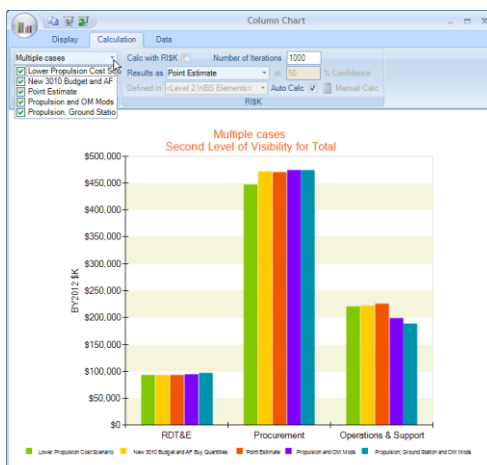 Column Chart
Display Calculation Data
Multiple cases
Calc with RI$K Number of Iterations 1000
Lower Propulsion Cost
Results as Point Estimate at 50 % Confidence
New 3010 Budget and AF
Defined in <Level 2 WBS Elements> Auto Calc Manual Calc
Point Estimate
Propulsion and OM Mods
Propulsion, Ground Statio
RI$K
Multiple cases
Second Level of Visibility for Total
$500,000
$450,000
$400,000
$350,000
$300,000
$250,000
$200,000
$150,000
$100,000
$50,000
$0
BY2012 $K
RDT&E Procurement Operations & Support
Lower Propulsion Cost Scenario New 3010 Budget and AF Buy Quantities Point Estimate Propulsion and OM Mods Propulsion, Ground Station and OM Mods